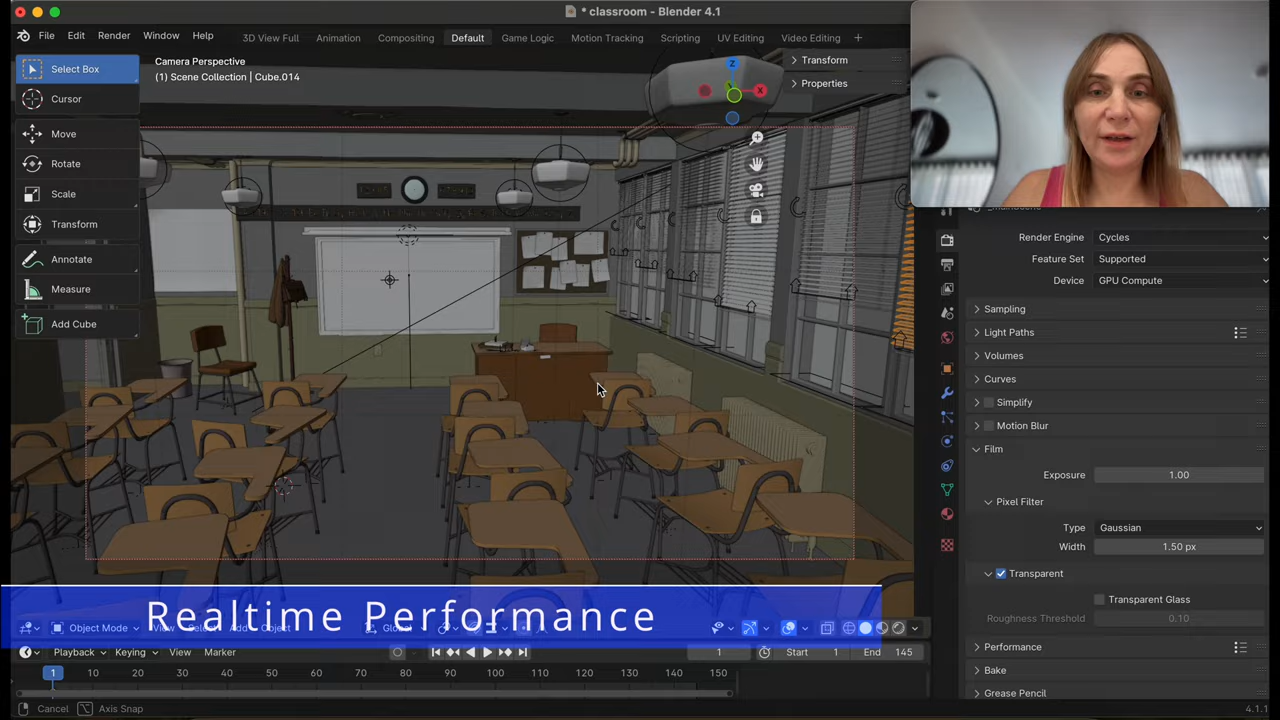 * classroom - Blender 4.1
File Edit Render Window Help
3D View Full Animation Compositing Default Game Logic Motion Tracking Scripting UV Editing Video Editing +
Select Box
Cursor
Move
Rotate
Scale
Transform
Annotate
Measure
Add Cube
Camera Perspective
(1) Scene Collection | Cube.014
Z
X
Transform
Properties
Render Engine Cycles
Feature Set Supported
Device GPU Compute
Sampling
Light Paths
Volumes
Curves
Simplify
Motion Blur
Film
Exposure 1.00
Pixel Filter
Type Gaussian
Width 1.50 px
Transparent
Transparent Glass
Roughness Threshold 0.10
Performance
Bake
Grease Pencil
Realtime Performance
Object Mode View Select Add Object Global
Playback Keying View Marker 1 Start 1 End 145
1 10 20 30 40 50 60 70 80 90 100 110 120 130 140 150
Cancel Axis Snap 4.1.1